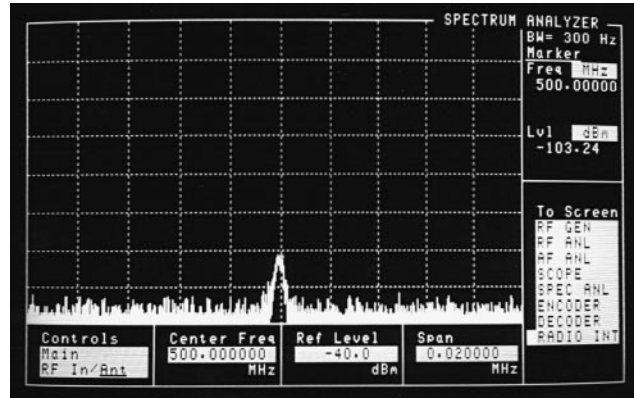 SPECTRUM ANALYZER
BW= 300 Hz
Marker
Freq MHz
500.00000
Lvl dBm
-103.24
To Screen
RF GEN
RF ANL
AF ANL
SCOPE
SPEC ANL
ENCODER
DECODER
RADIO INT
Controls
Main
RF In/Ant
Center Freq
500.000000
MHz
Ref Level
-40.0
dBm
Span
0.020000
MHz